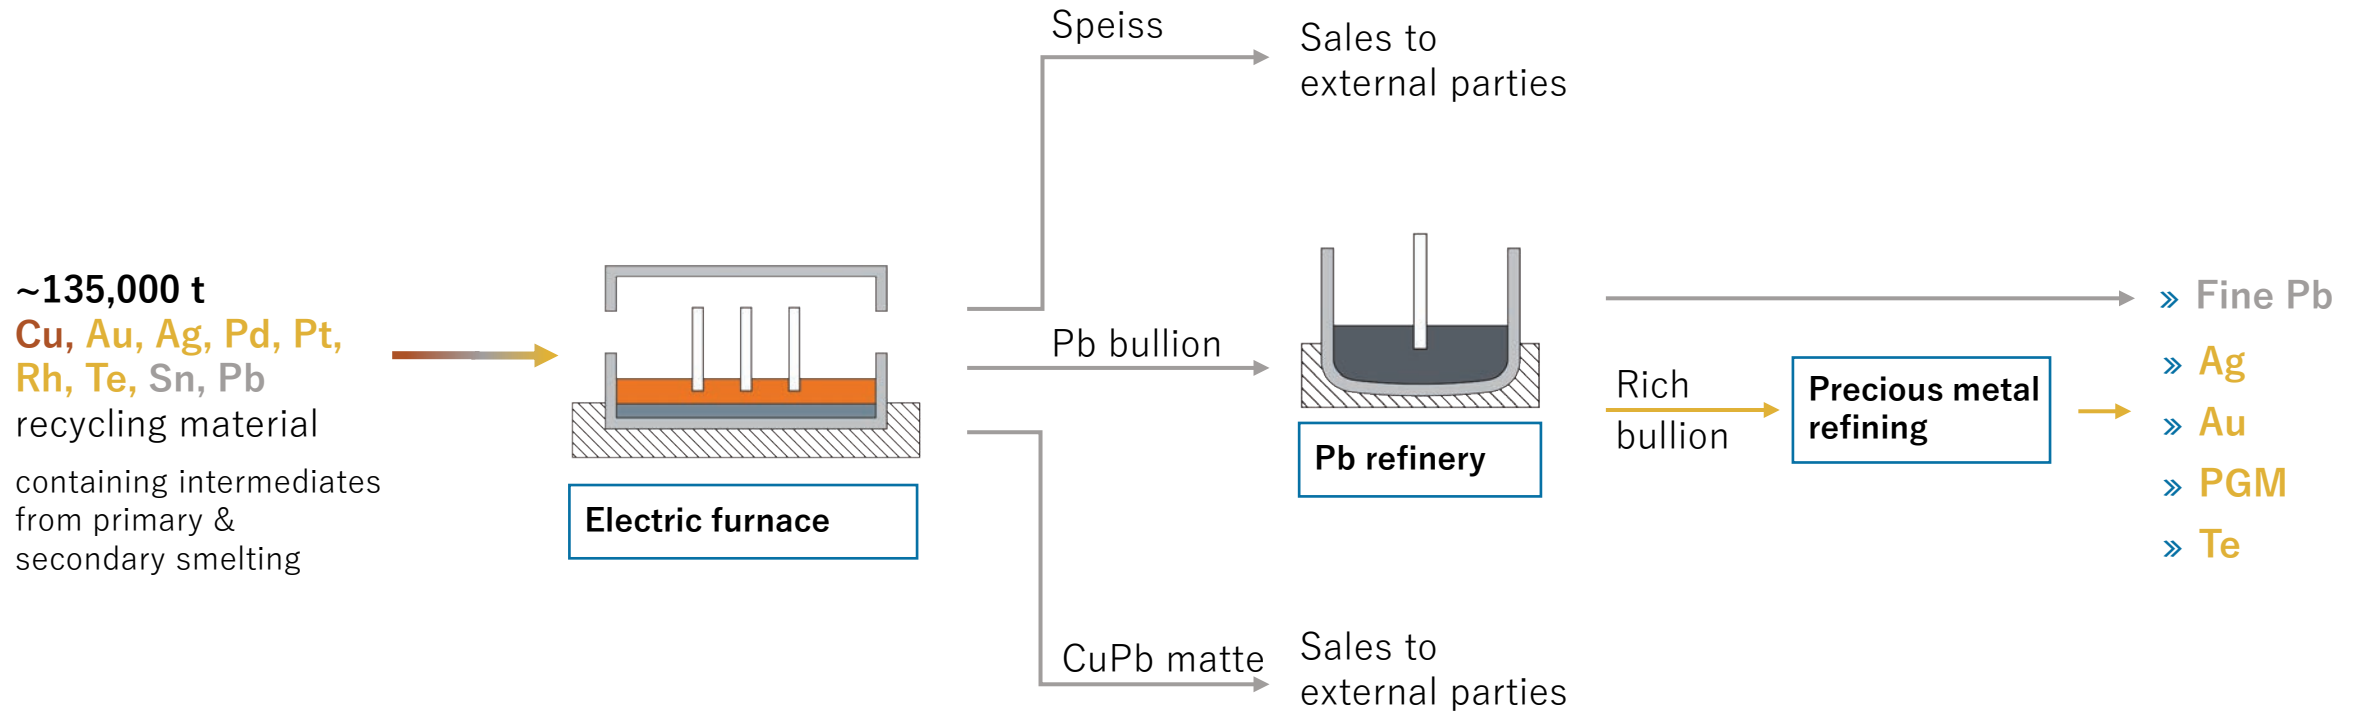 ~135,000 t
Cu, Au, Ag, Pd, Pt,
Rh, Te, Sn, Pb
recycling material
containing intermediates
from primary &
secondary smelting
Electric furnace
Speiss
Sales to
external parties
Pb bullion
Pb refinery
CuPb matte
Sales to
external parties
Rich
bullion
Precious metal
refining
» Fine Pb
» Ag
» Au
» PGM
» Te